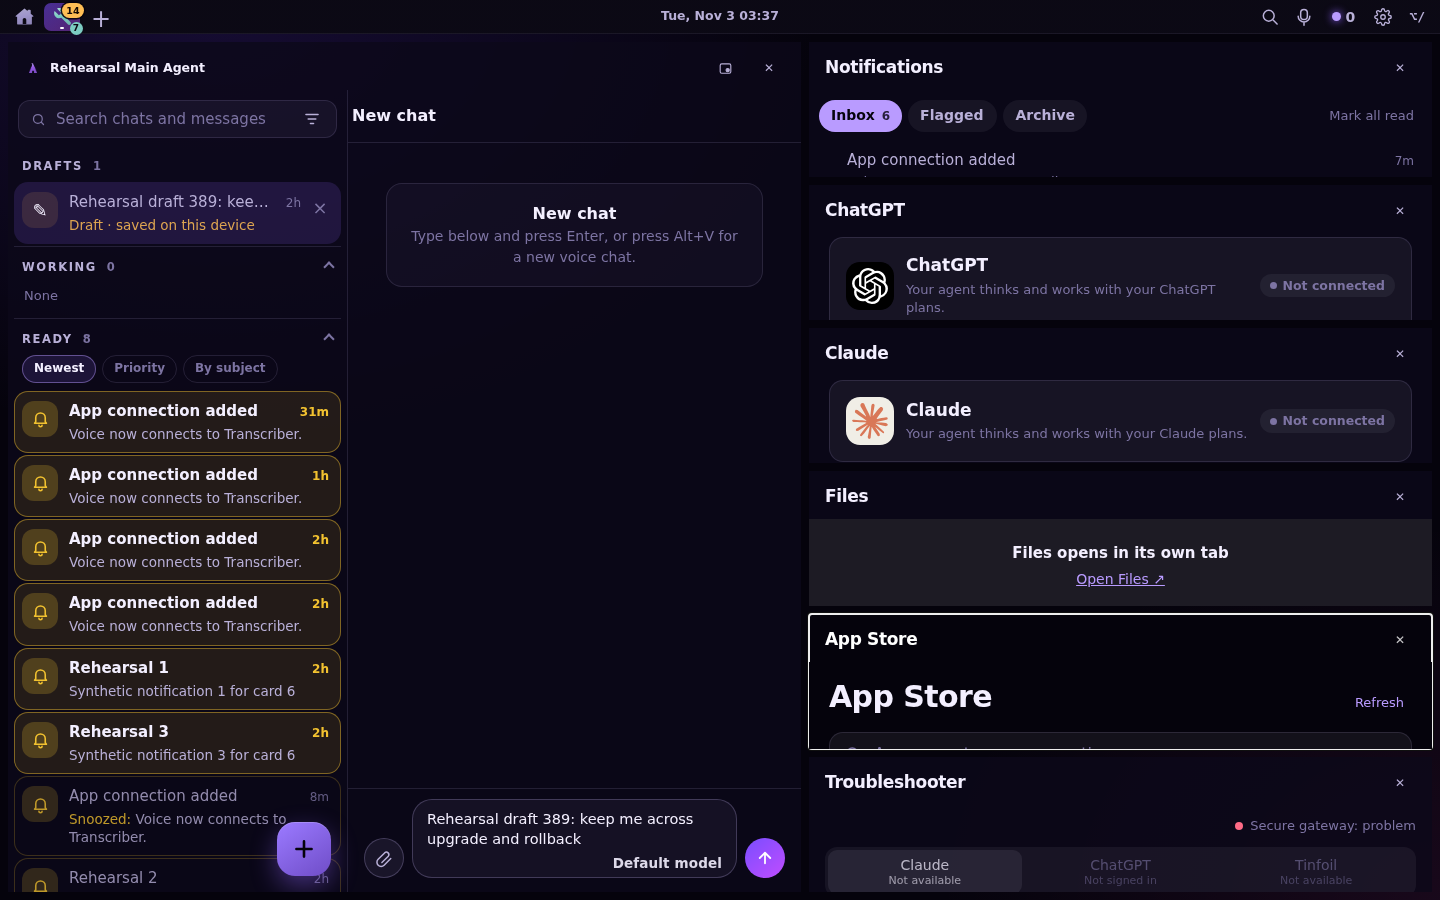 14
7
+
Tue, Nov 3 03:37
0
⌥/
Rehearsal Main Agent
Search chats and messages
DRAFTS 1
Rehearsal draft 389: kee... 2h
Draft · saved on this device
WORKING 0
None
READY 8
Newest Priority By subject
App connection added 31m
Voice now connects to Transcriber.
App connection added 1h
Voice now connects to Transcriber.
App connection added 2h
Voice now connects to Transcriber.
App connection added 2h
Voice now connects to Transcriber.
Rehearsal 1 2h
Synthetic notification 1 for card 6
Rehearsal 3 2h
Synthetic notification 3 for card 6
App connection added 8m
Snoozed: Voice now connects to
Transcriber.
Rehearsal 2 2h
New chat
New chat
Type below and press Enter, or press Alt+V for
a new voice chat.
Rehearsal draft 389: keep me across
upgrade and rollback
Default model
Notifications
Inbox 6 Flagged Archive Mark all read
App connection added 7m
ChatGPT
ChatGPT
Your agent thinks and works with your ChatGPT
plans.
Not connected
Claude
Claude
Your agent thinks and works with your Claude plans.
Not connected
Files
Files opens in its own tab
Open Files ↗
App Store
App Store
Refresh
Troubleshooter
Secure gateway: problem
Claude
Not available
ChatGPT
Not signed in
Tinfoil
Not available